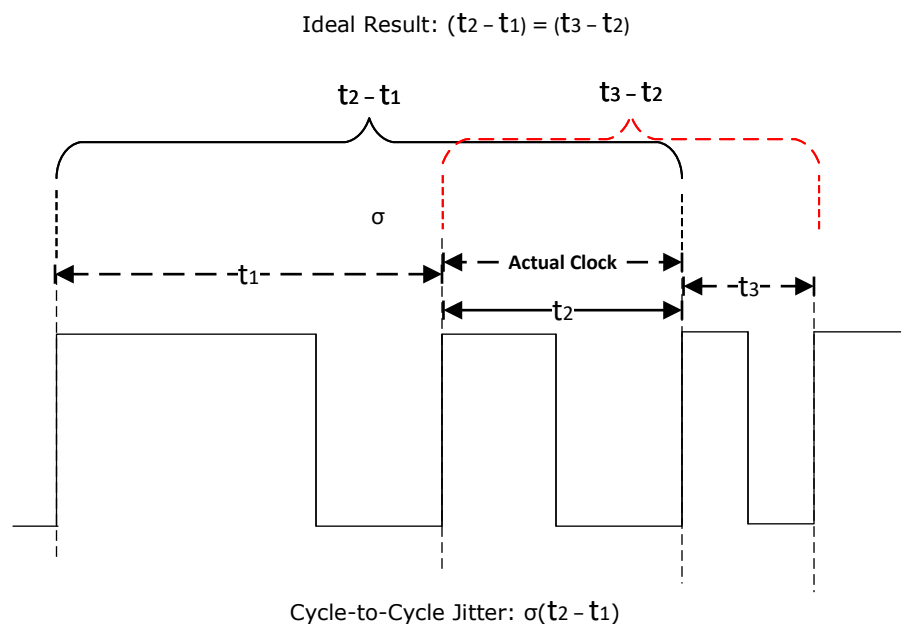 Ideal Result: (t2 – t1) = (t3 – t2)
t2 – t1
t3 – t2
σ
Actual Clock
t1
t2
t3
Cycle-to-Cycle Jitter: σ(t2 – t1)